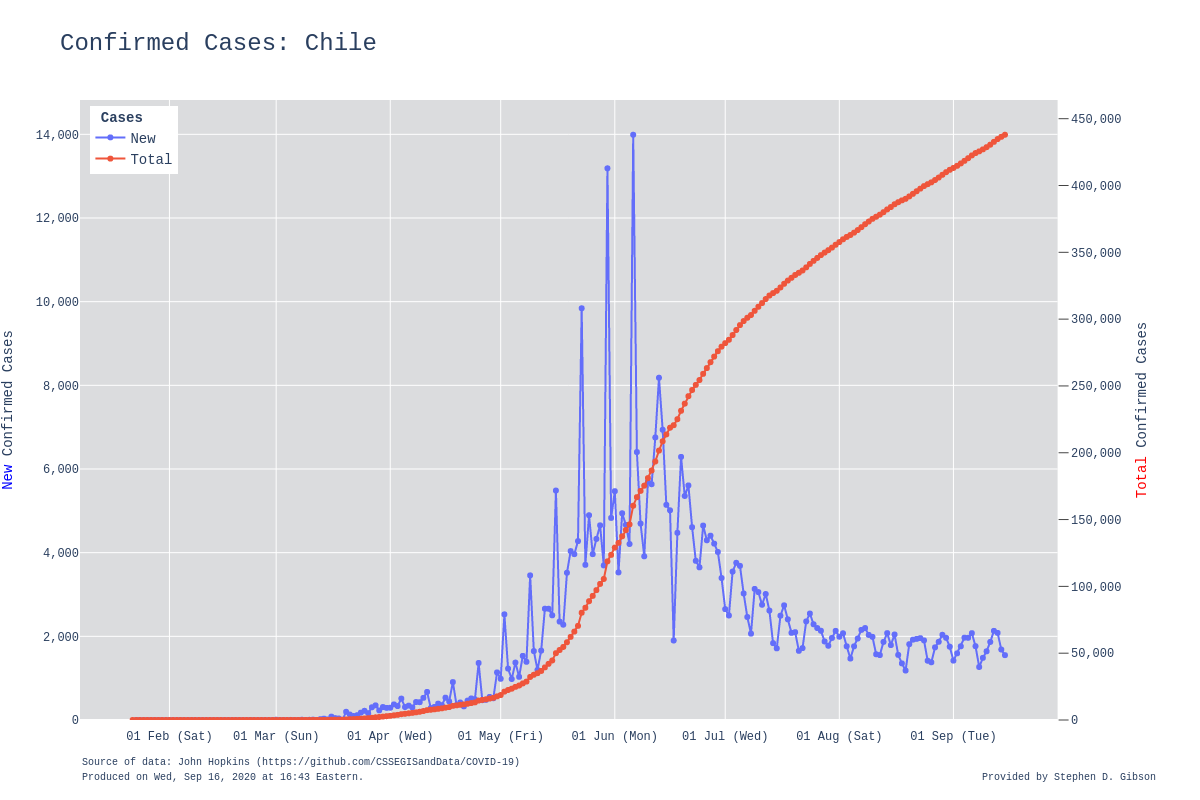 Confirmed Cases: Chile
Cases
New
Total
14,000
12,000
10,000
8,000
6,000
4,000
2,000
0
New Confirmed Cases
450,000
400,000
350,000
300,000
250,000
200,000
150,000
100,000
50,000
0
Total Confirmed Cases
01 Feb (Sat)
01 Mar (Sun)
01 Apr (Wed)
01 May (Fri)
01 Jun (Mon)
01 Jul (Wed)
01 Aug (Sat)
01 Sep (Tue)
Source of data: John Hopkins (https://github.com/CSSEGISandData/COVID-19)
Produced on Wed, Sep 16, 2020 at 16:43 Eastern.
Provided by Stephen D. Gibson